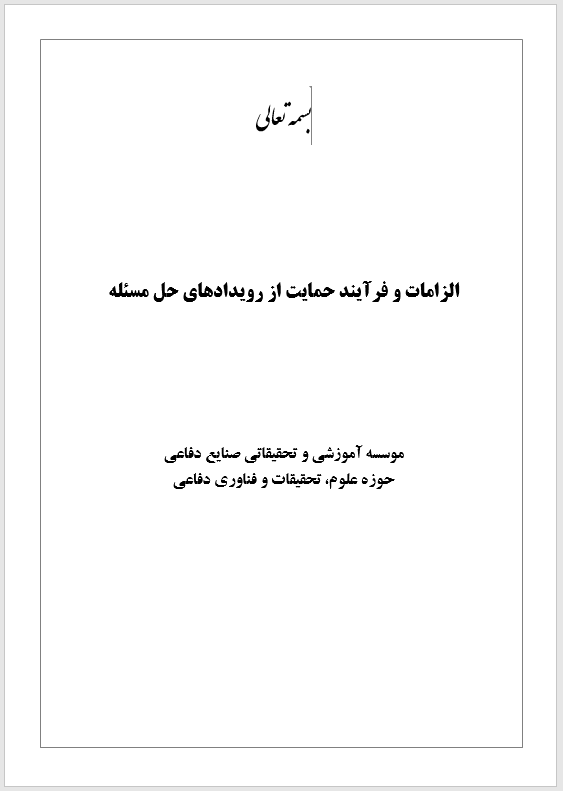 بسمه تعالی
الزامات و فرآیند حمایت از رویدادهای حل مسئله
موسسه آموزشی و تحقیقاتی صنایع دفاعی
حوزه علوم، تحقیقات و فناوری دفاعی